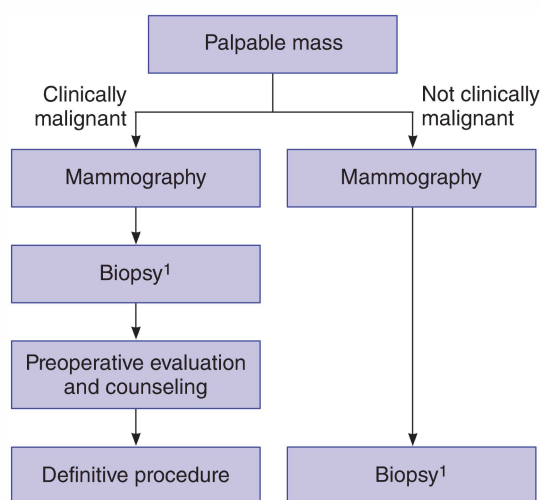 Palpable mass
Clinically
malignant
Not clinically
malignant
Mammography
Mammography
Biopsy¹
Preoperative evaluation
and counseling
Definitive procedure
Biopsy¹